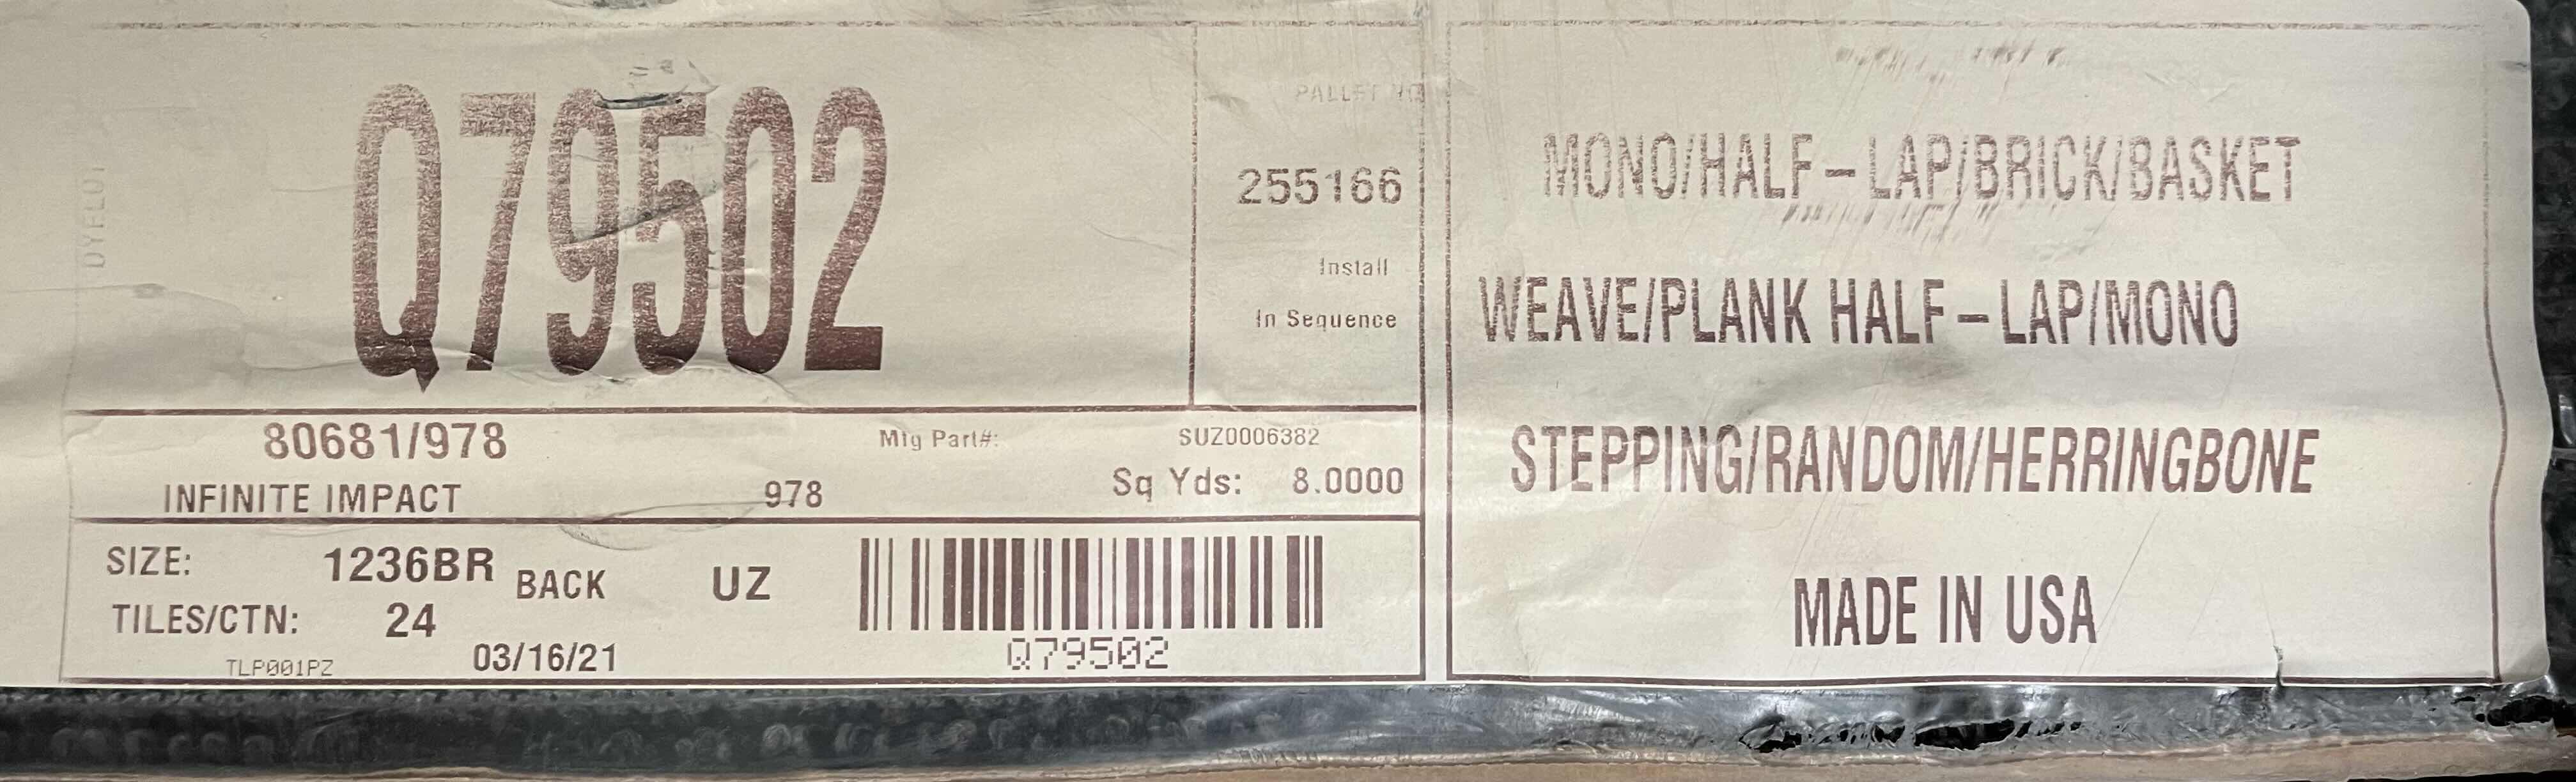 DYELOT
Q79502
PALLET NO
255166
Install
In Sequence
80681/978
Mfg Part#: SUZ0006382
INFINITE IMPACT 978
Sq Yds: 8.0000
SIZE: 1236BR BACK UZ
TILES/CTN: 24
TLP001PZ 03/16/21
Q79502
MONO/HALF-LAP/BRICK/BASKET
WEAVE/PLANK HALF-LAP/MONO
STEPPING/RANDOM/HERRINGBONE
MADE IN USA